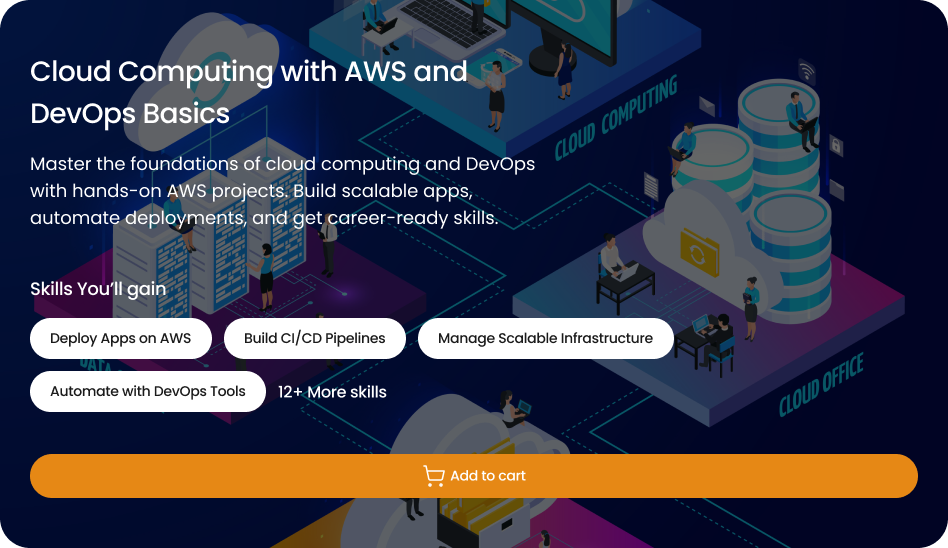 Cloud Computing with AWS and
DevOps Basics
CLOUD COMPUTING
Master the foundations of cloud computing and DevOps
with hands-on AWS projects. Build scalable apps,
automate deployments, and get career-ready skills.
Skills You’ll gain
Deploy Apps on AWS
Build CI/CD Pipelines
Manage Scalable Infrastructure
DATA
CLOUD OFFICE
Automate with DevOps Tools
12+ More skills
Add to cart